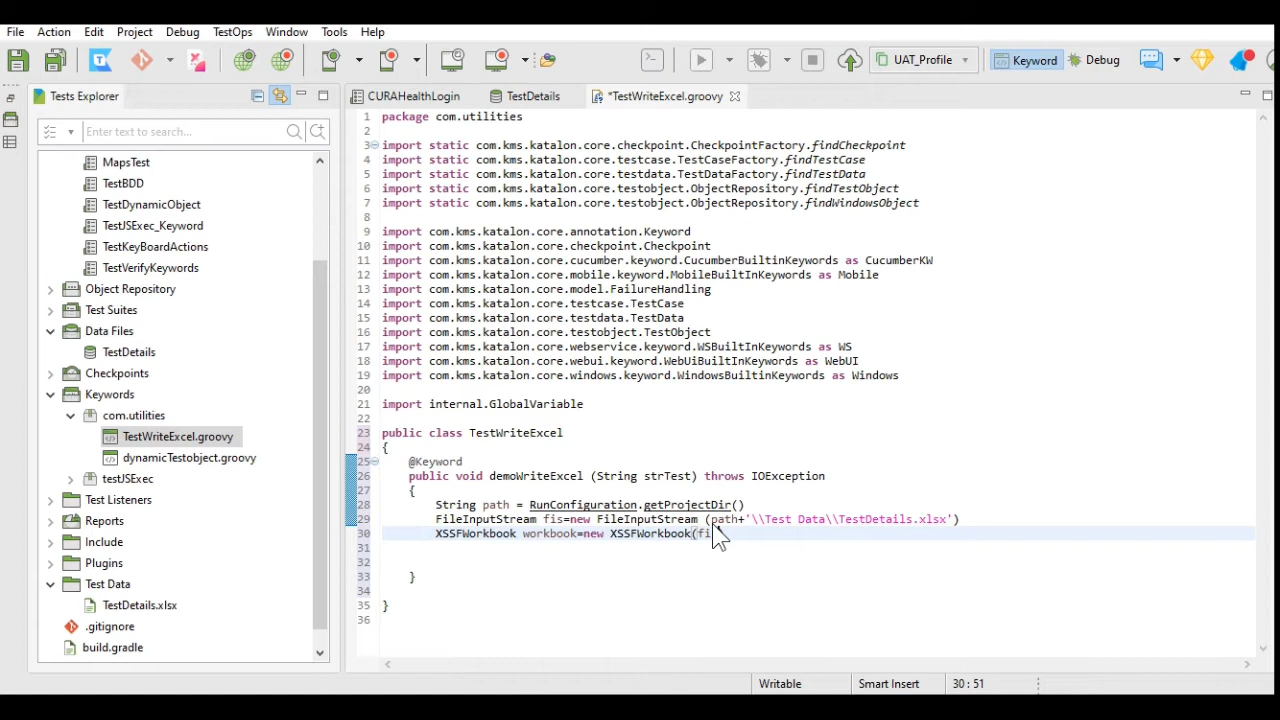 File Action Edit Project Debug TestOps Window Tools Help
UAT_Profile Keyword Debug
Tests Explorer
Enter text to search...
MapsTest
TestBDD
TestDynamicObject
TestJSExec_Keyword
TestKeyBoardActions
TestVerifyKeywords
Object Repository
Test Suites
Data Files
TestDetails
Checkpoints
Keywords
com.utilities
TestWriteExcel.groovy
dynamicTestobject.groovy
testJSExec
Test Listeners
Reports
Include
Plugins
Test Data
TestDetails.xlsx
.gitignore
build.gradle
CURAHealthLogin TestDetails *TestWriteExcel.groovy
1 package com.utilities
2
3 import static com.kms.katalon.core.checkpoint.CheckpointFactory.findCheckpoint
4 import static com.kms.katalon.core.testcase.TestCaseFactory.findTestCase
5 import static com.kms.katalon.core.testdata.TestDataFactory.findTestData
6 import static com.kms.katalon.core.testobject.ObjectRepository.findTestObject
7 import static com.kms.katalon.core.testobject.ObjectRepository.findWindowsObject
8
9 import com.kms.katalon.core.annotation.Keyword
10 import com.kms.katalon.core.checkpoint.Checkpoint
11 import com.kms.katalon.core.cucumber.keyword.CucumberBuiltinKeywords as CucumberKW
12 import com.kms.katalon.core.mobile.keyword.MobileBuiltInKeywords as Mobile
13 import com.kms.katalon.core.model.FailureHandling
14 import com.kms.katalon.core.testcase.TestCase
15 import com.kms.katalon.core.testdata.TestData
16 import com.kms.katalon.core.testobject.TestObject
17 import com.kms.katalon.core.webservice.keyword.WSBuiltInKeywords as WS
18 import com.kms.katalon.core.webui.keyword.WebUiBuiltInKeywords as WebUI
19 import com.kms.katalon.core.windows.keyword.WindowsBuiltinKeywords as Windows
20
21 import internal.GlobalVariable
22
23 public class TestWriteExcel
24 {
25 @Keyword
26 public void demoWriteExcel (String strTest) throws IOException
27 {
28 String path = RunConfiguration.getProjectDir()
29 FileInputStream fis=new FileInputStream (path+'\\Test Data\\TestDetails.xlsx')
30 XSSFWorkbook workbook=new XSSFWorkbook(fi
31
32
33 }
34
35 }
36
Writable Smart Insert 30 : 51